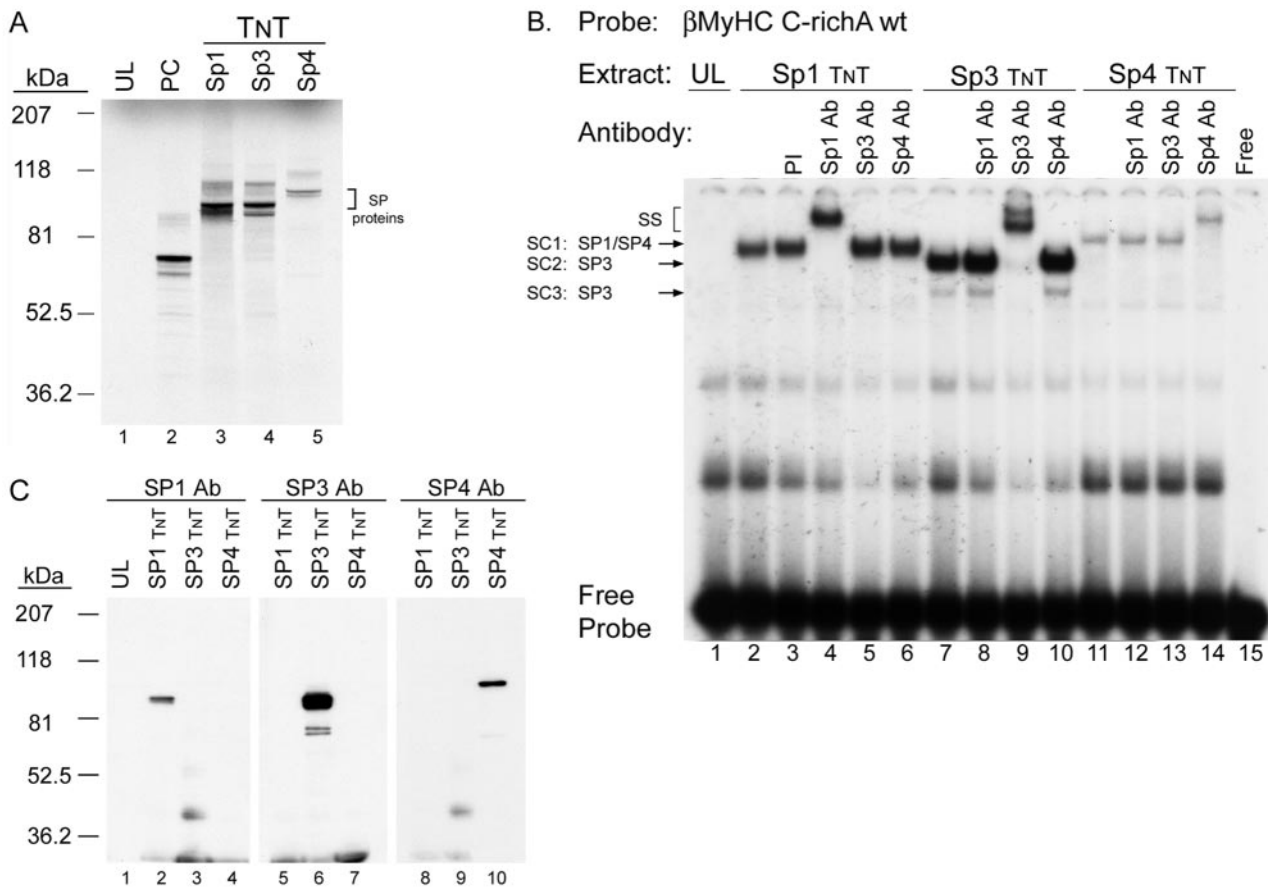 A
TNT
UL PC Sp1 Sp3 Sp4
kDa
207
118
81
52.5
36.2
SP
proteins
1 2 3 4 5
B. Probe: βMyHC C-richA wt
Extract: UL Sp1 TNT Sp3 TNT Sp4 TNT
Antibody: PI Sp1 Ab Sp3 Ab Sp4 Ab Sp1 Ab Sp3 Ab Sp4 Ab Sp1 Ab Sp3 Ab Sp4 Ab Free
SS
SC1: SP1/SP4
SC2: SP3
SC3: SP3
Free
Probe
1 2 3 4 5 6 7 8 9 10 11 12 13 14 15
C
SP1 Ab SP3 Ab SP4 Ab
UL SP1 TNT SP3 TNT SP4 TNT SP1 TNT SP3 TNT SP4 TNT SP1 TNT SP3 TNT SP4 TNT
kDa
207
118
81
52.5
36.2
1 2 3 4 5 6 7 8 9 10